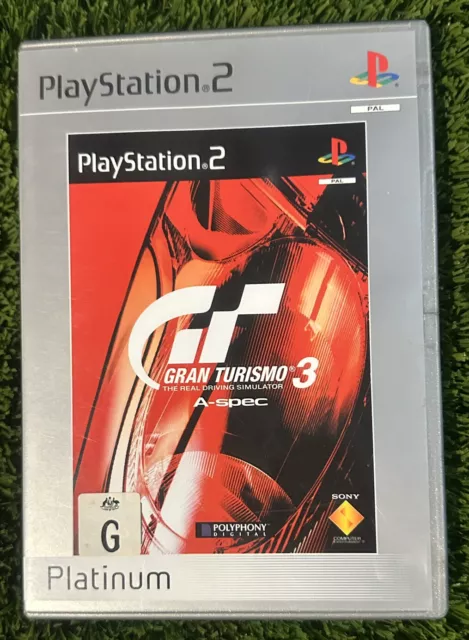 PlayStation®2
PAL
PlayStation®2
PAL
GT
GRAN TURISMO®3
THE REAL DRIVING SIMULATOR
A-spec
G
POLYPHONY
DIGITAL
SONY
COMPUTER
Platinum